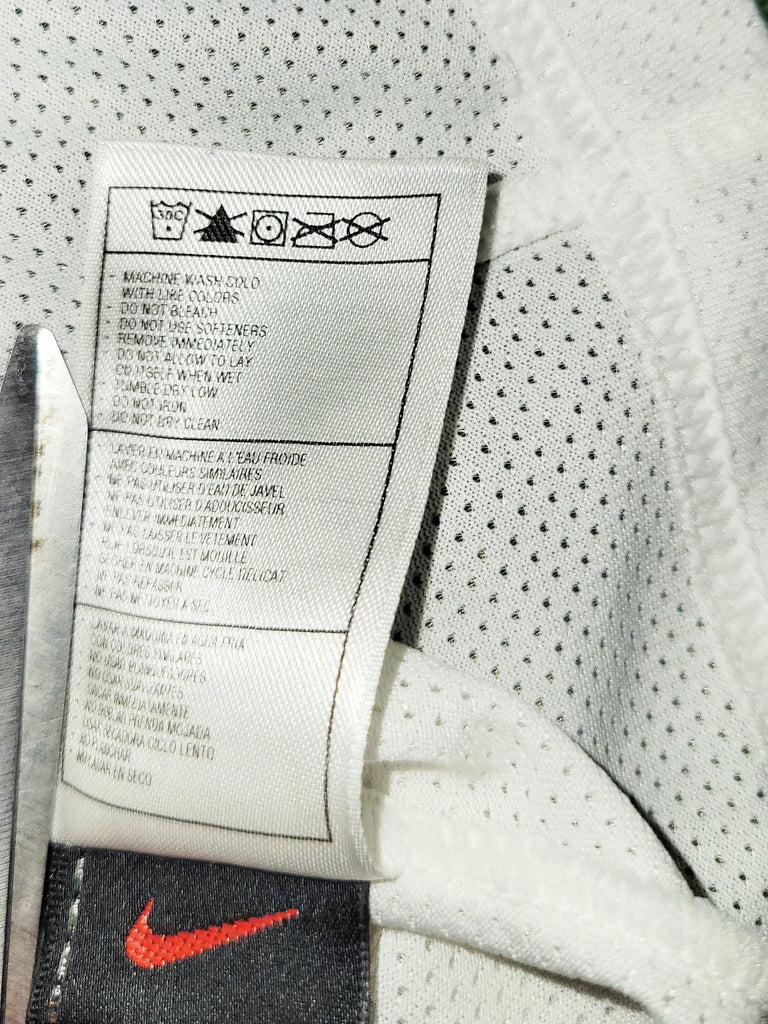 30C
- MACHINE WASH COLD
WITH LIKE COLORS
- DO NOT BLEACH
- DO NOT USE SOFTENERS
- REMOVE IMMEDIATELY
- DO NOT ALLOW TO LAY
ON ITSELF WHEN WET
- TUMBLE DRY LOW
- DO NOT IRON
- DO NOT DRY CLEAN
- LAVER EN MACHINE A L'EAU FROIDE
AVEC COULEURS SIMILAIRES
- NE PAS UTILISER D'EAU DE JAVEL
- NE PAS UTILISER D'ADOUCISSEUR
- ENLEVER IMMEDIATEMENT
- NE PAS LAISSER LE VETEMENT
LORSQU'IL EST MOUILLE
- SECHER EN MACHINE CYCLE DELICAT
- NE PAS REPASSER
- NE PAS NETTOYER A SEC
- LAVAR A MAQUINA EN AGUA FRIA
CON COLORES SIMILARES
NO USAR BLANQUEADORES
NO USAR SUAVIZANTES
SACAR INMEDIATAMENTE
PRENDA MOJADA
USAR SECADORA CICLO LENTO
NO PLANCHAR
NO LAVAR EN SECO